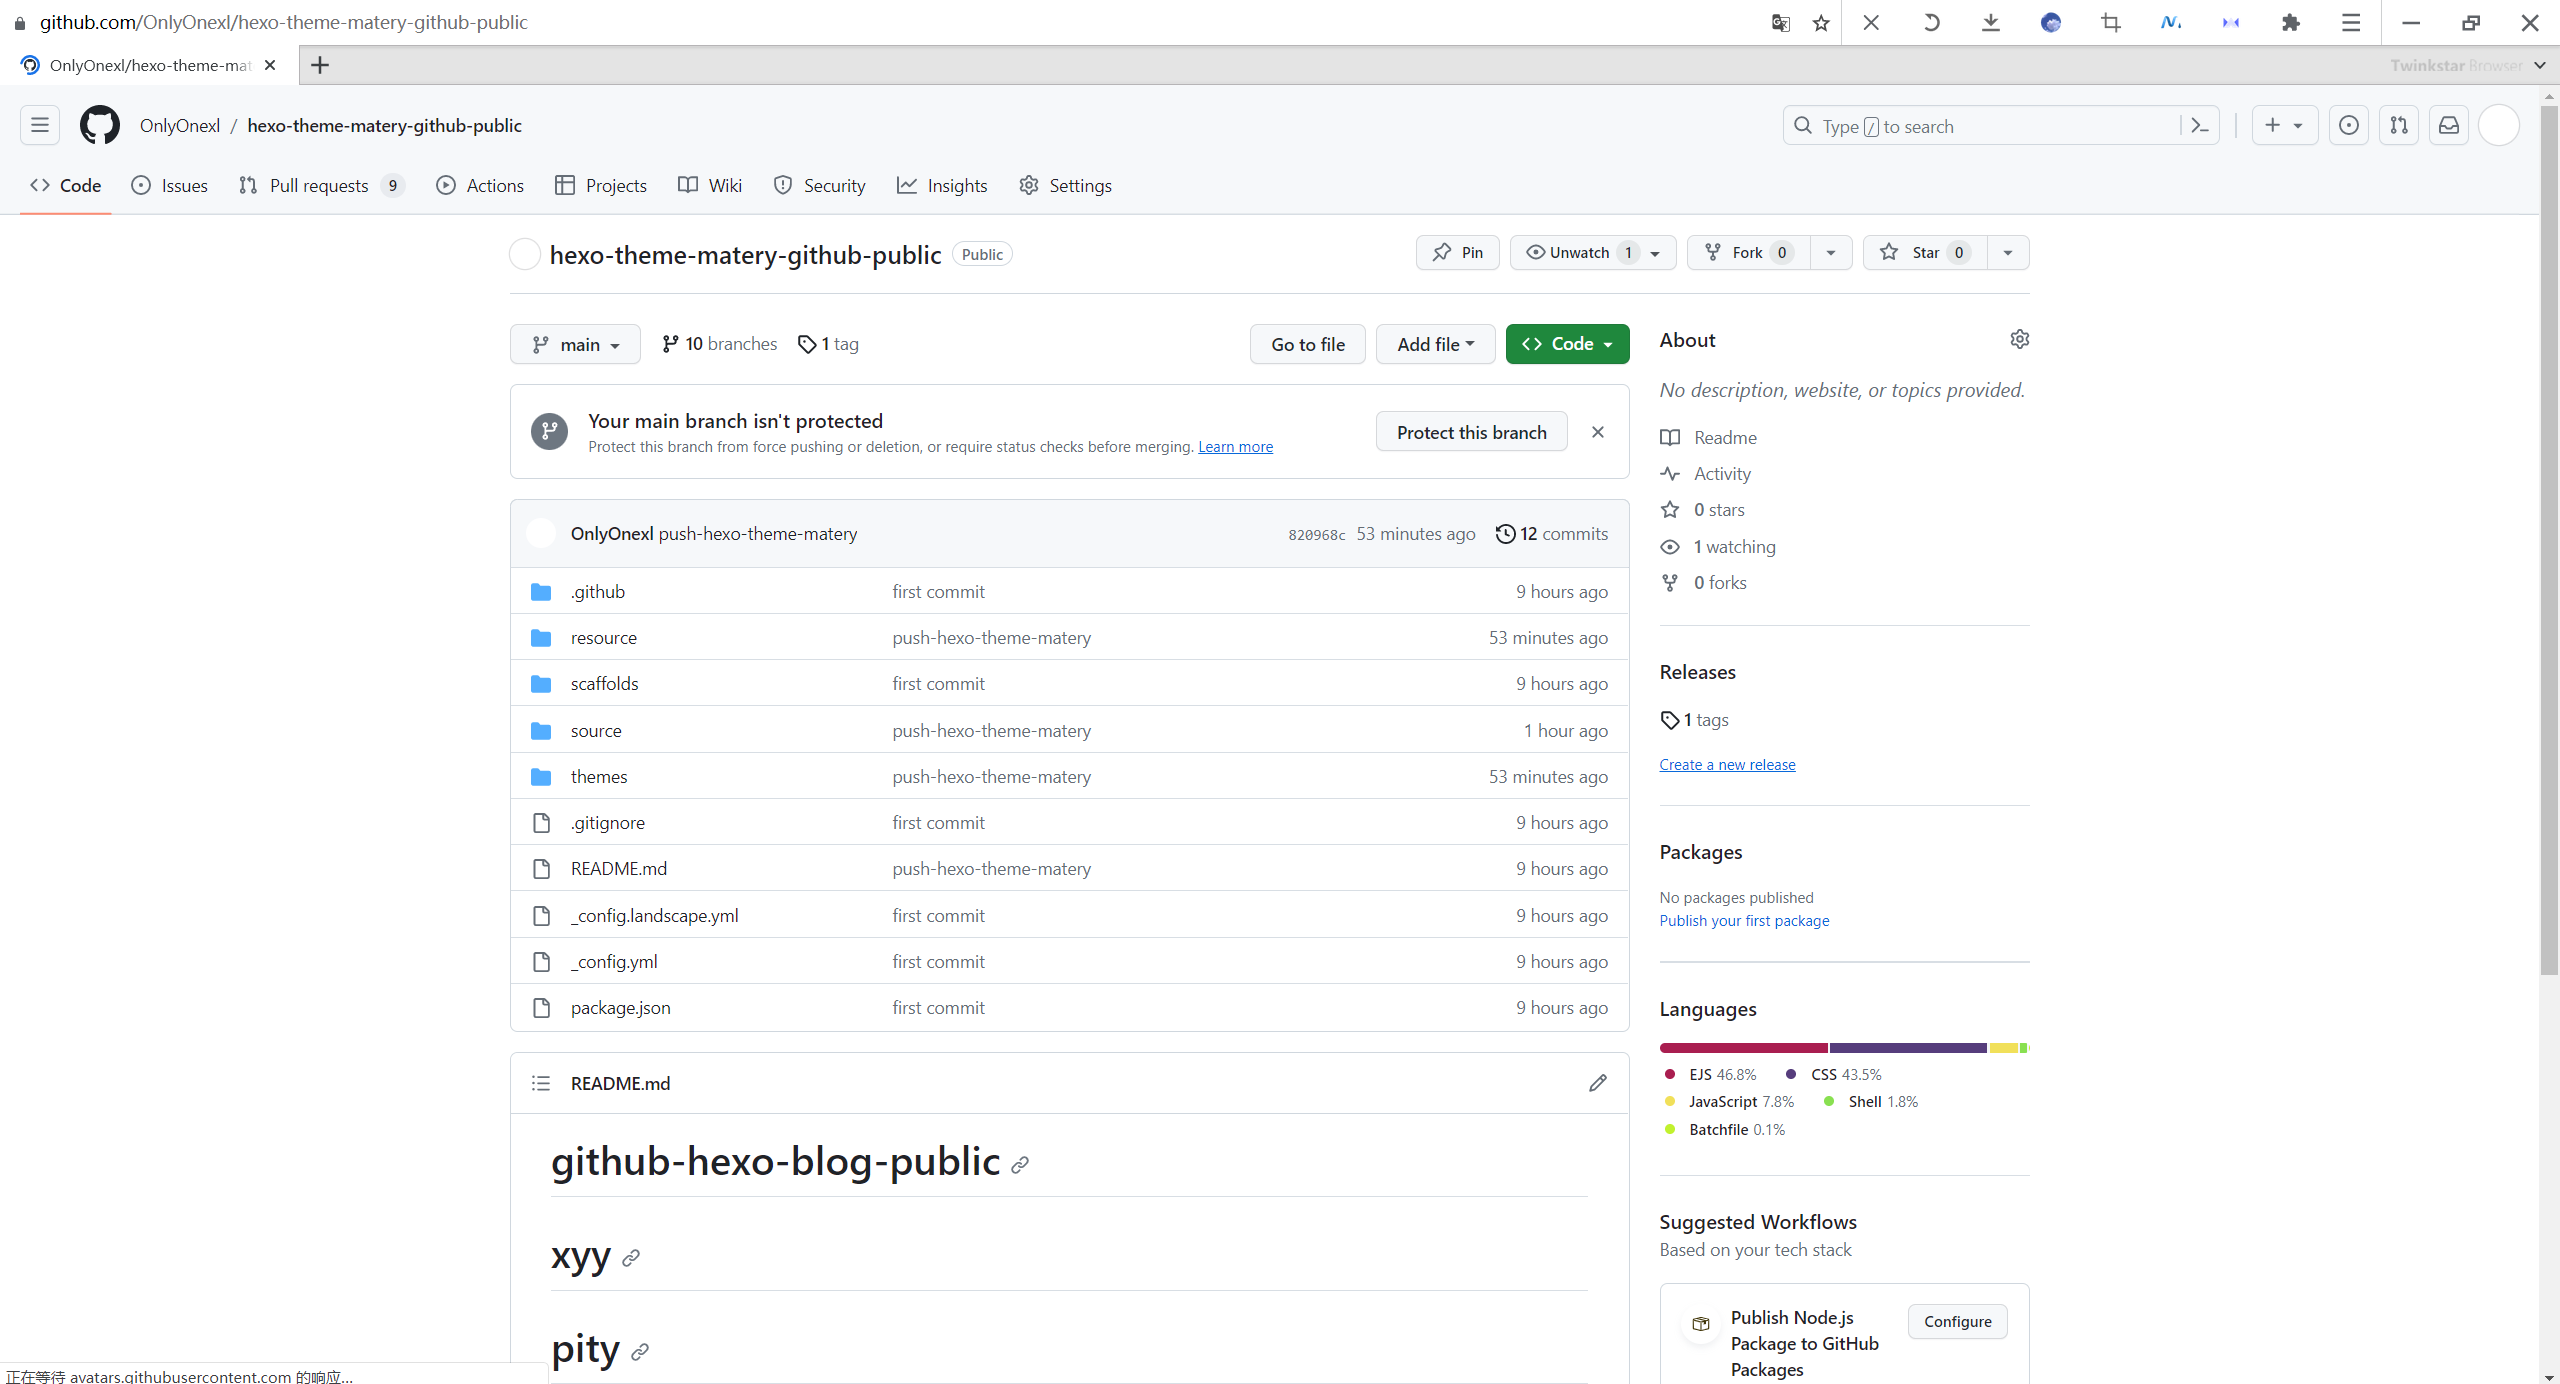 github.com/OnlyOnexl/hexo-theme-matery-github-public
OnlyOnexl/hexo-theme-mat
Twinkstar Browser
OnlyOnexl / hexo-theme-matery-github-public
Type / to search
Code Issues Pull requests 9 Actions Projects Wiki Security Insights Settings
hexo-theme-matery-github-public Public
Pin Unwatch 1 Fork 0 Star 0
main 10 branches 1 tag
Go to file Add file Code
Your main branch isn't protected
Protect this branch from force pushing or deletion, or require status checks before merging. Learn more
Protect this branch
OnlyOnexl push-hexo-theme-matery 820968c 53 minutes ago 12 commits
.github first commit 9 hours ago
resource push-hexo-theme-matery 53 minutes ago
scaffolds first commit 9 hours ago
source push-hexo-theme-matery 1 hour ago
themes push-hexo-theme-matery 53 minutes ago
.gitignore first commit 9 hours ago
README.md push-hexo-theme-matery 9 hours ago
_config.landscape.yml first commit 9 hours ago
_config.yml first commit 9 hours ago
package.json first commit 9 hours ago
README.md
github-hexo-blog-public
xyy
pity
About
No description, website, or topics provided.
Readme
Activity
0 stars
1 watching
0 forks
Releases
1 tags
Create a new release
Packages
No packages published
Publish your first package
Languages
EJS 46.8% CSS 43.5%
JavaScript 7.8% Shell 1.8%
Batchfile 0.1%
Suggested Workflows
Based on your tech stack
Publish Node.js
Package to GitHub
Packages
Configure
正在等待 avatars.githubusercontent.com 的响应...